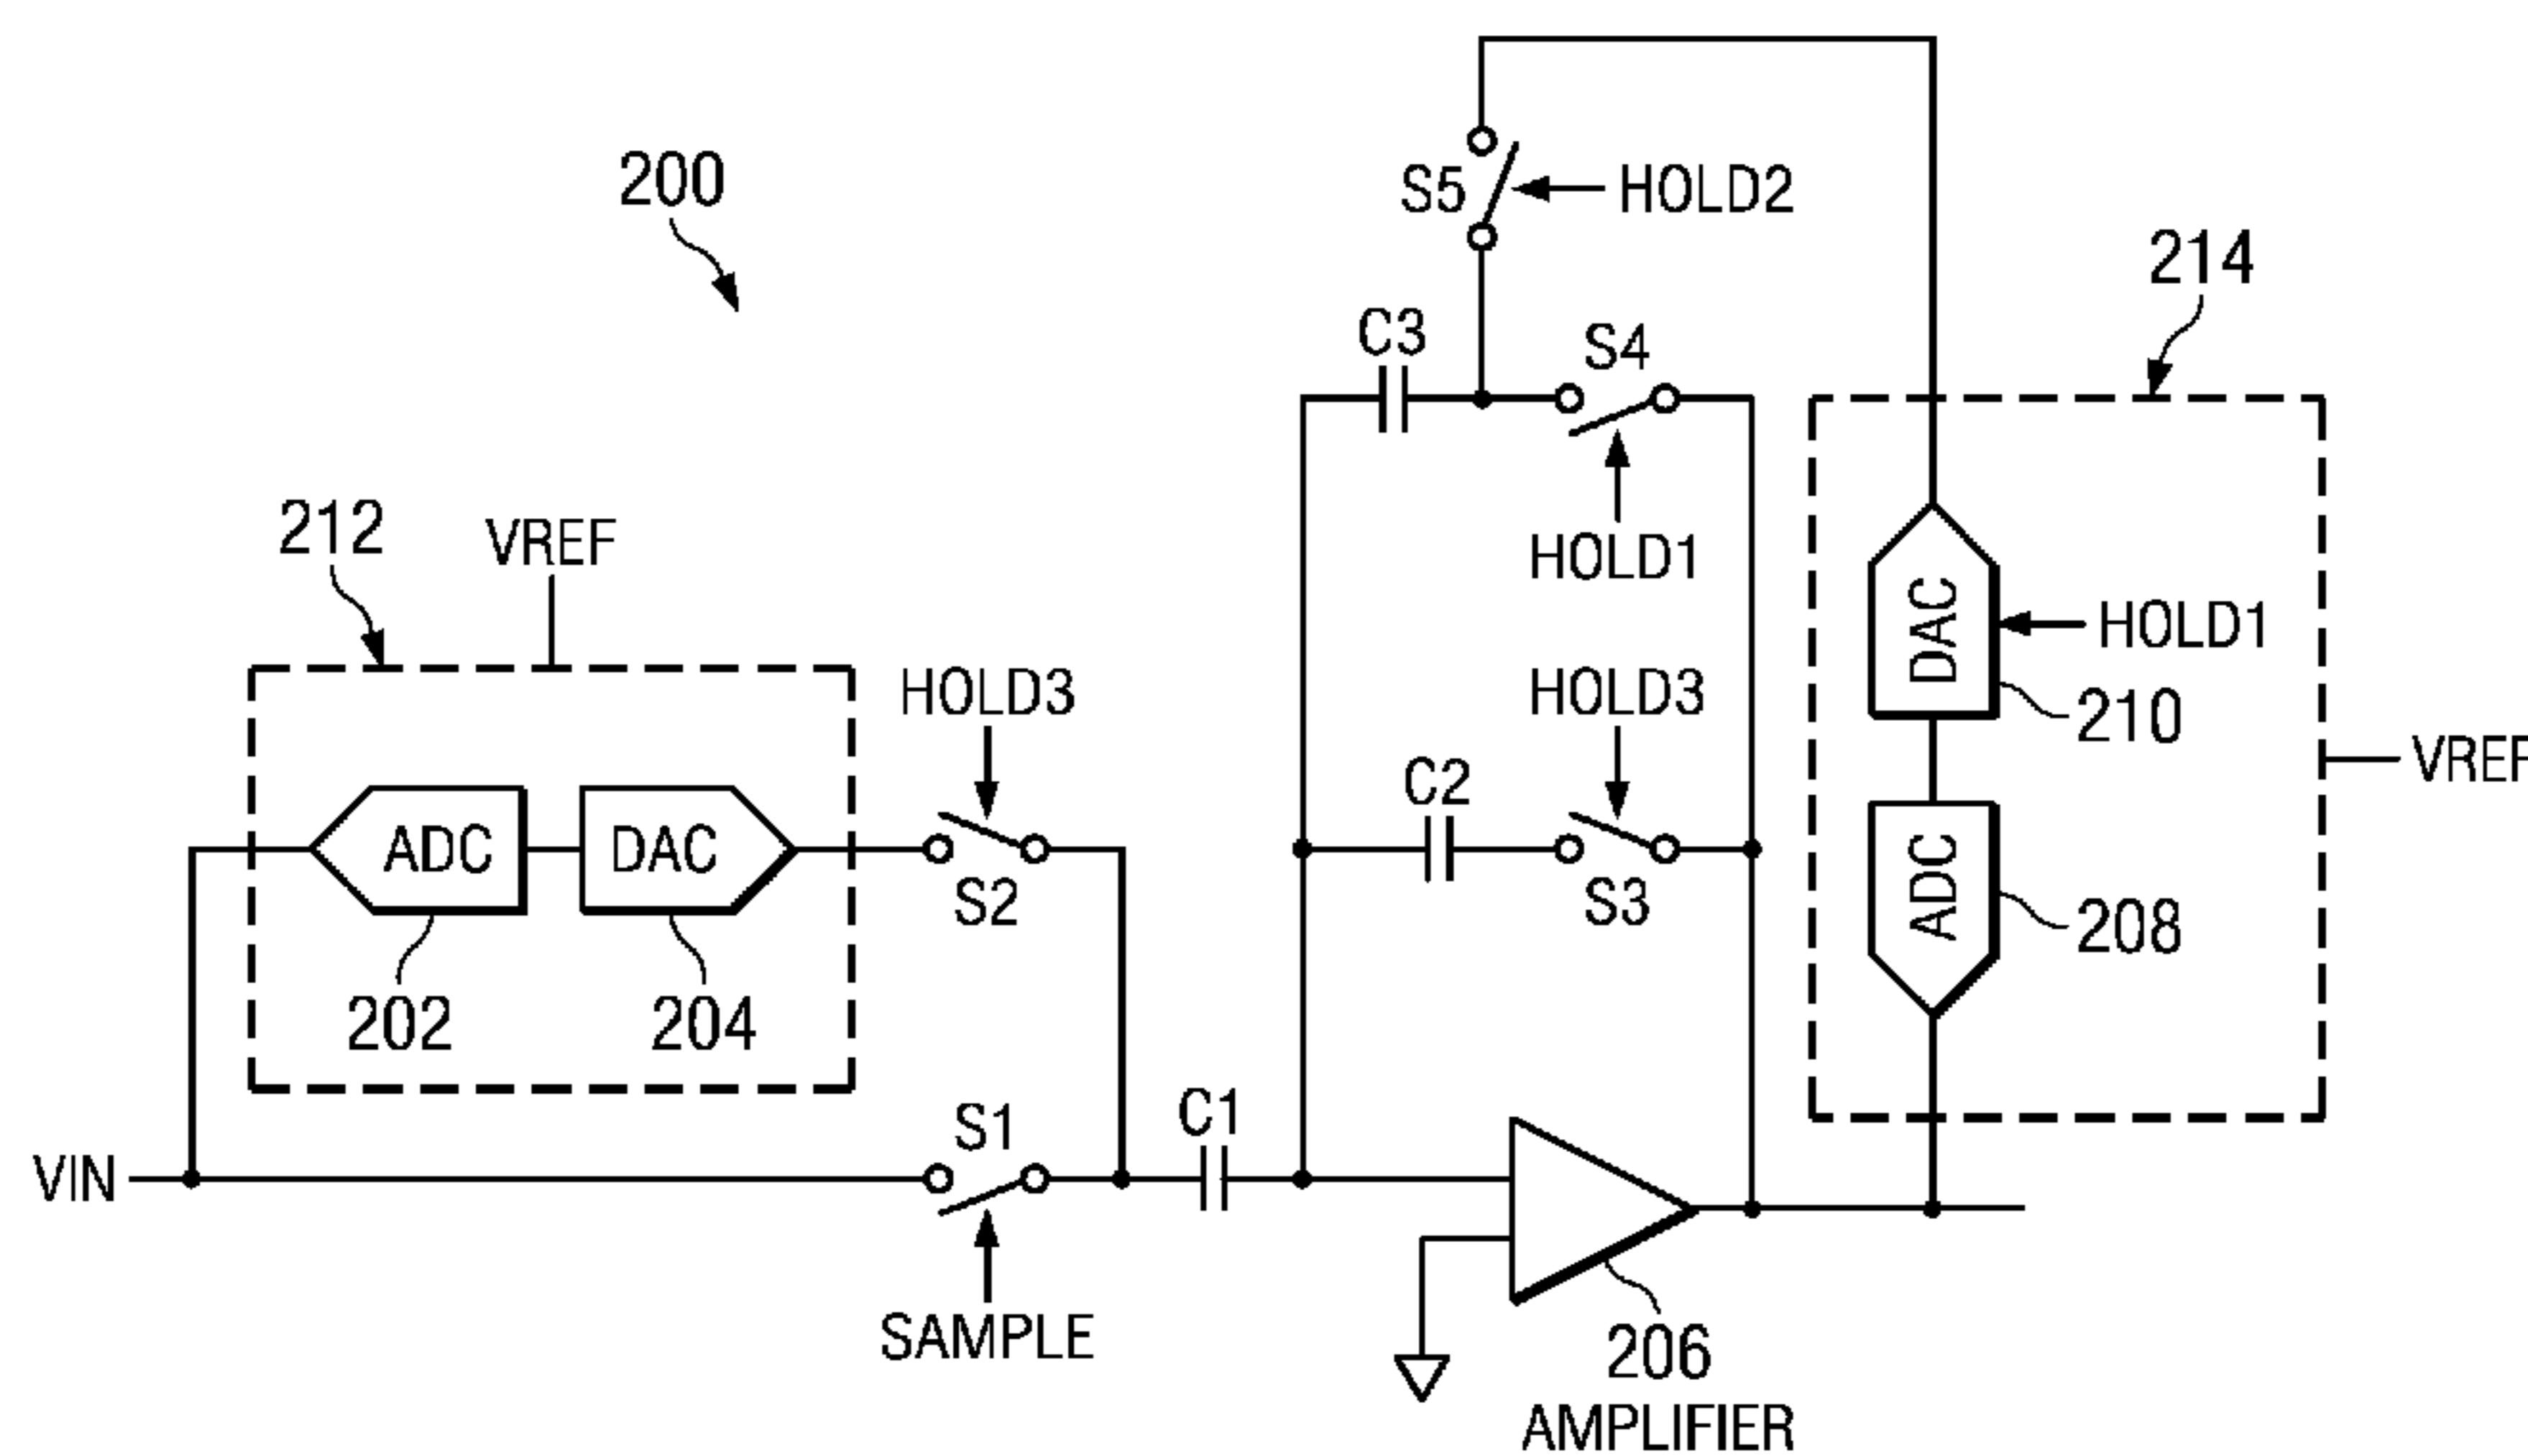 200
S5
HOLD2
214
C3
S4
HOLD1
212
VREF
DAC
HOLD1
210
HOLD3
HOLD3
C2
S3
VREF
ADC
DAC
S2
ADC
208
202
204
C1
S1
VIN
SAMPLE
206
AMPLIFIER